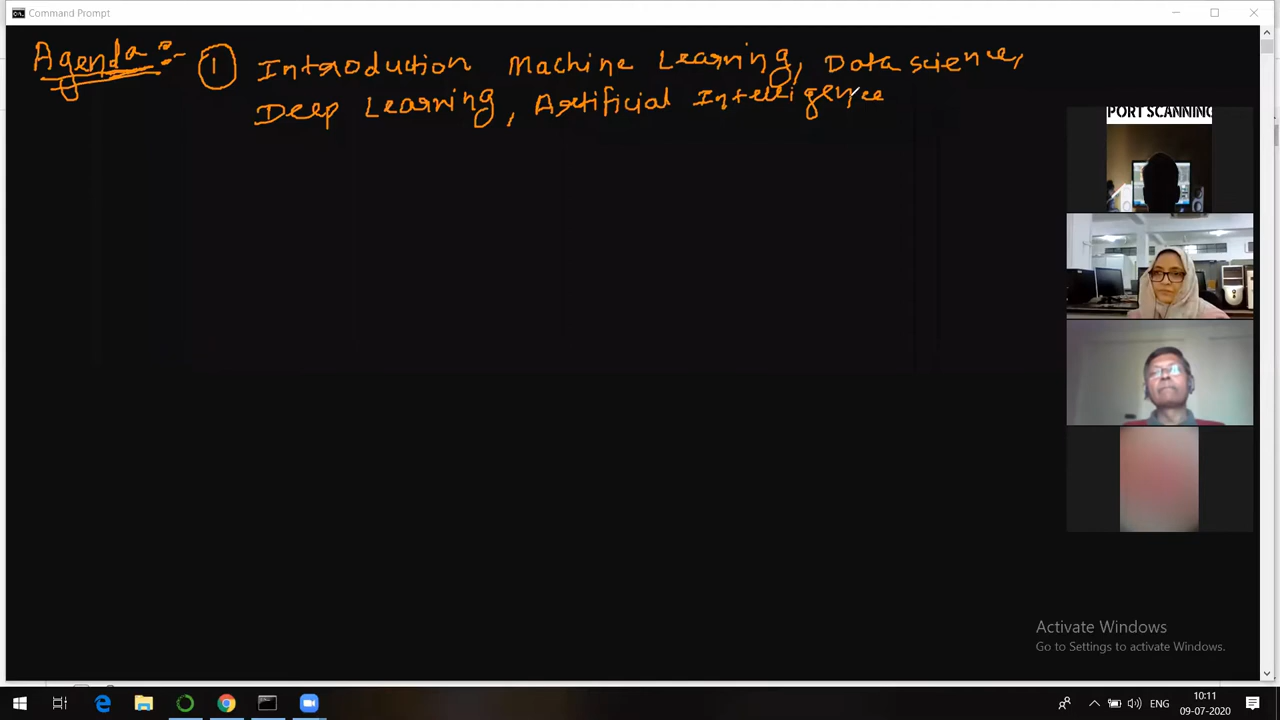 Command Prompt
Agenda:- ① Introduction Machine Learning, Data science,
Deep Learning, Artificial Intelligence
PORT SCANNING
Activate Windows
Go to Settings to activate Windows.
ENG
10:11
09-07-2020